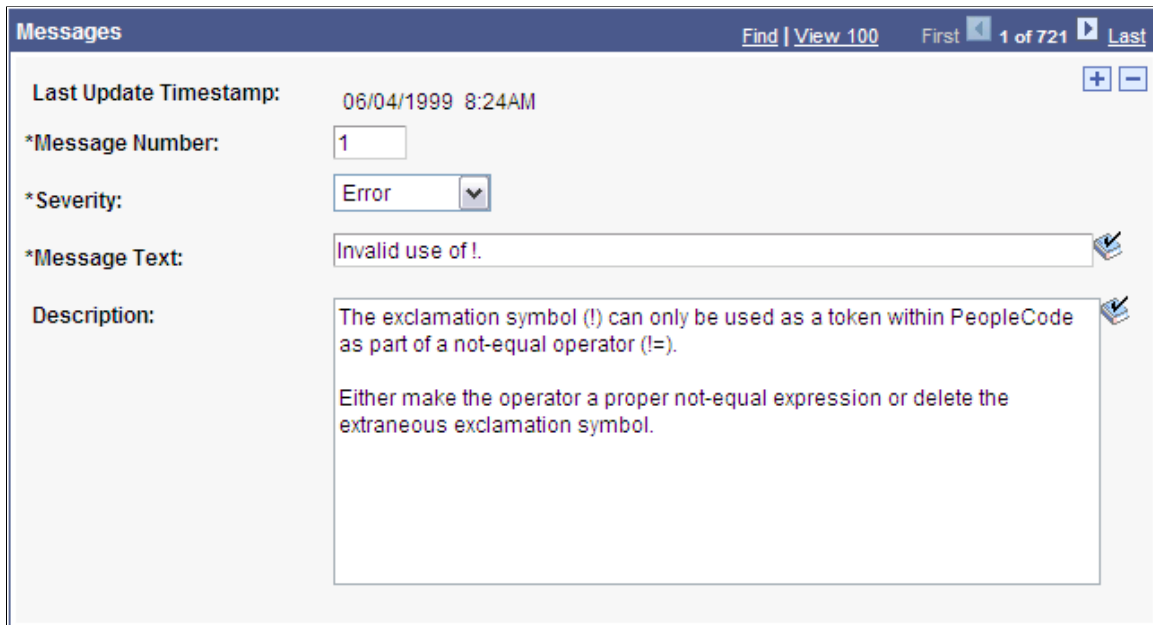 Messages Find | View 100 First 1 of 721 Last
Last Update Timestamp: 06/04/1999 8:24AM
*Message Number: 1
*Severity: Error
*Message Text: Invalid use of !.
Description: The exclamation symbol (!) can only be used as a token within PeopleCode
as part of a not-equal operator (!=).
Either make the operator a proper not-equal expression or delete the
extraneous exclamation symbol.